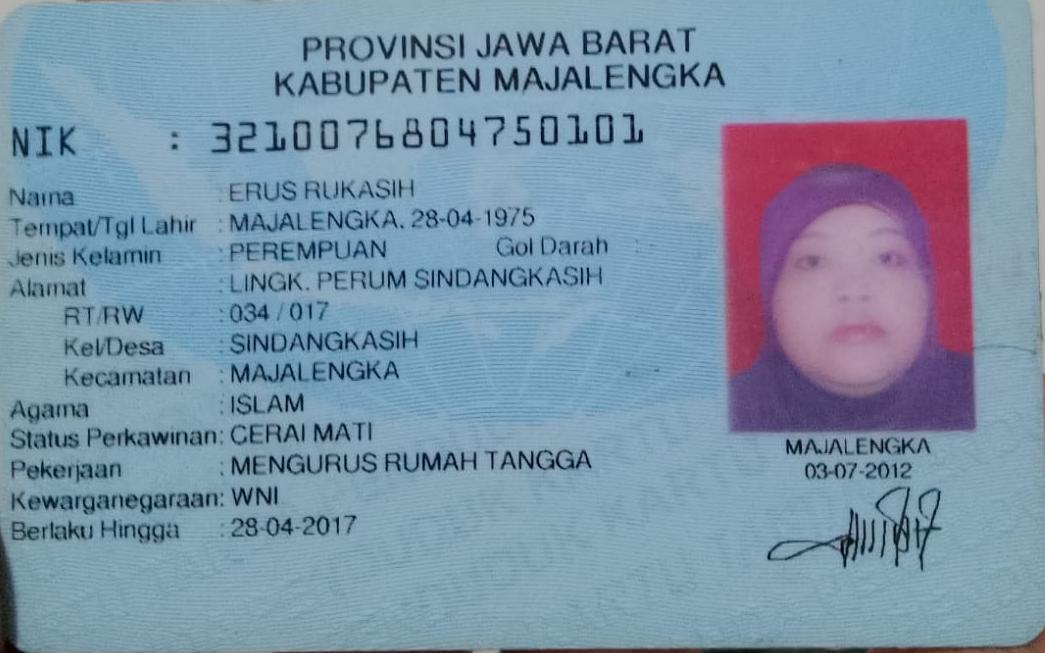 PROVINSI JAWA BARAT
KABUPATEN MAJALENGKA
NIK : 3210076804750101
Nama : ERUS RUKASIH
Tempat/Tgl Lahir : MAJALENGKA, 28-04-1975
Jenis Kelamin : PEREMPUAN Gol Darah :
Alamat : LINGK. PERUM SINDANGKASIH
RT/RW : 034 / 017
Kel/Desa : SINDANGKASIH
Kecamatan : MAJALENGKA
Agama : ISLAM
Status Perkawinan: CERAI MATI
Pekerjaan : MENGURUS RUMAH TANGGA
Kewarganegaraan: WNI
Berlaku Hingga : 28-04-2017
MAJALENGKA
03-07-2012